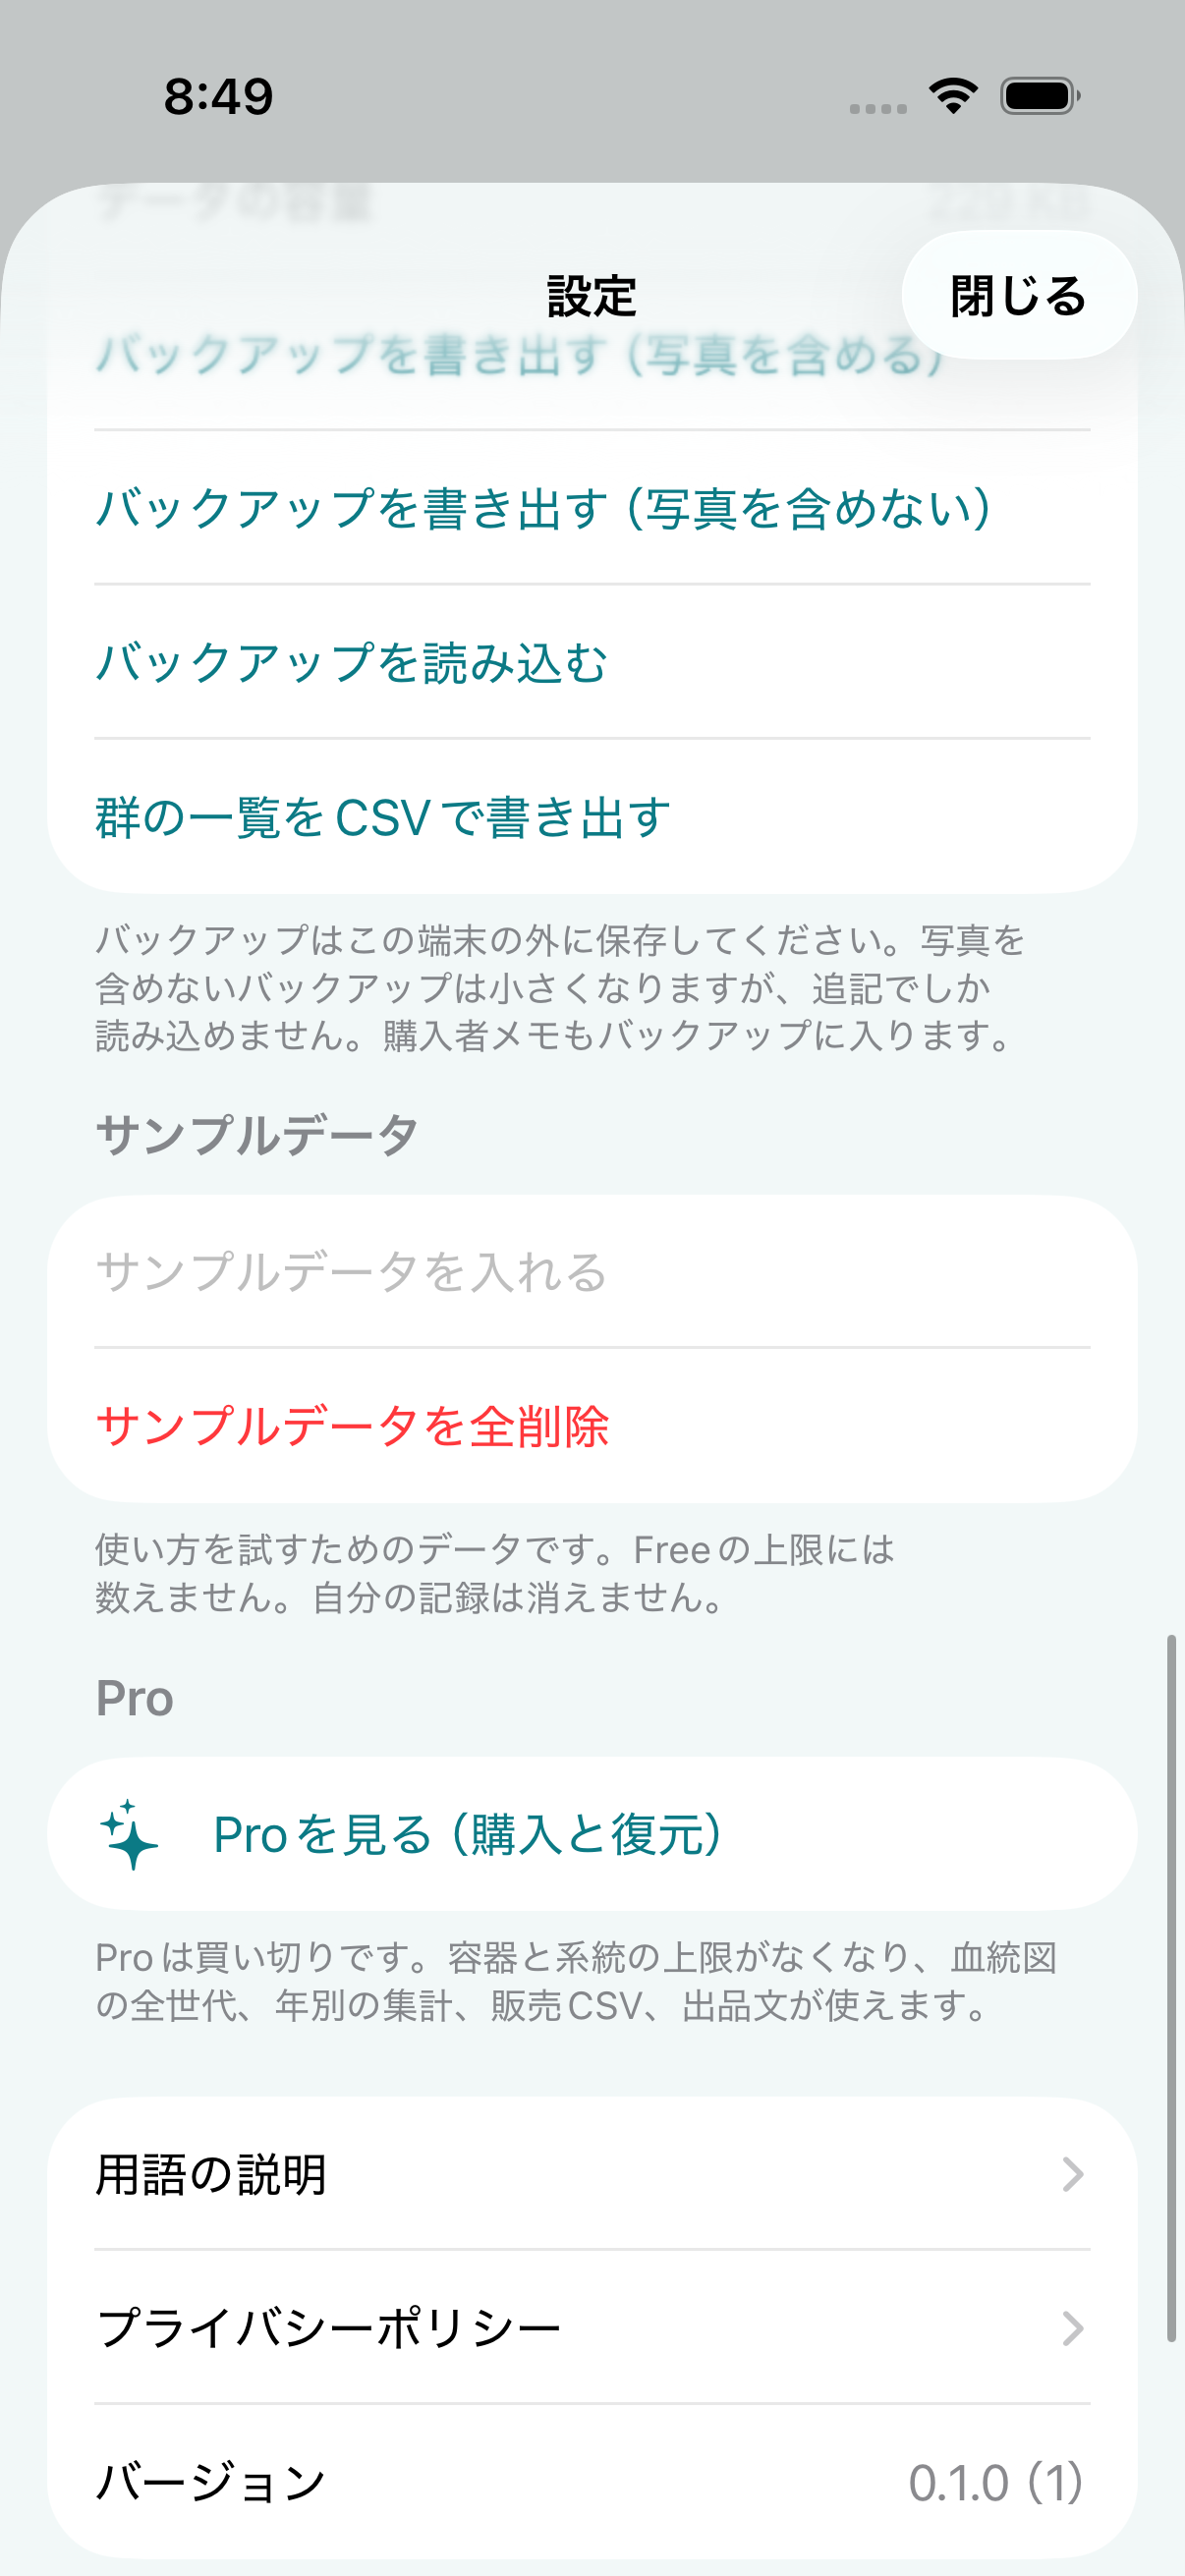 8:49
データの容量 229 KB
設定
閉じる
バックアップを書き出す（写真を含める）
バックアップを書き出す（写真を含めない）
バックアップを読み込む
群の一覧をCSVで書き出す
バックアップはこの端末の外に保存してください。写真を
含めないバックアップは小さくなりますが、追記でしか
読み込めません。購入者メモもバックアップに入ります。
サンプルデータ
サンプルデータを入れる
サンプルデータを全削除
使い方を試すためのデータです。Freeの上限には
数えません。自分の記録は消えません。
Pro
Proを見る（購入と復元）
Proは買い切りです。容器と系統の上限がなくなり、血統図
の全世代、年別の集計、販売CSV、出品文が使えます。
用語の説明
プライバシーポリシー
バージョン 0.1.0 (1)